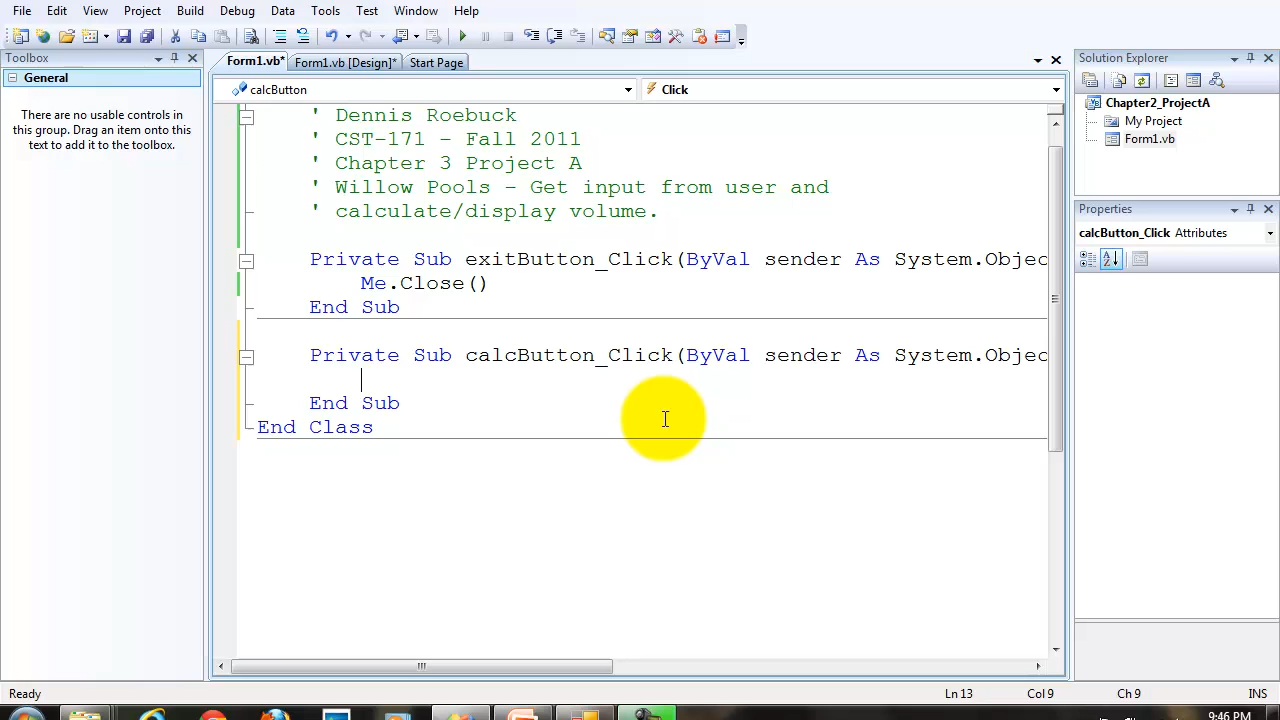 File Edit View Project Build Debug Data Tools Test Window Help
Toolbox
General
There are no usable controls in
this group. Drag an item onto this
text to add it to the toolbox.
Form1.vb* Form1.vb [Design]* Start Page
calcButton Click
' Dennis Roebuck
' CST-171 - Fall 2011
' Chapter 3 Project A
' Willow Pools - Get input from user and
' calculate/display volume.
Private Sub exitButton_Click(ByVal sender As System.Objec
Me.Close()
End Sub
Private Sub calcButton_Click(ByVal sender As System.Objec
End Sub
End Class
Solution Explorer
Chapter2_ProjectA
My Project
Form1.vb
Properties
calcButton_Click Attributes
Ready Ln 13 Col 9 Ch 9 INS
9:46 PM